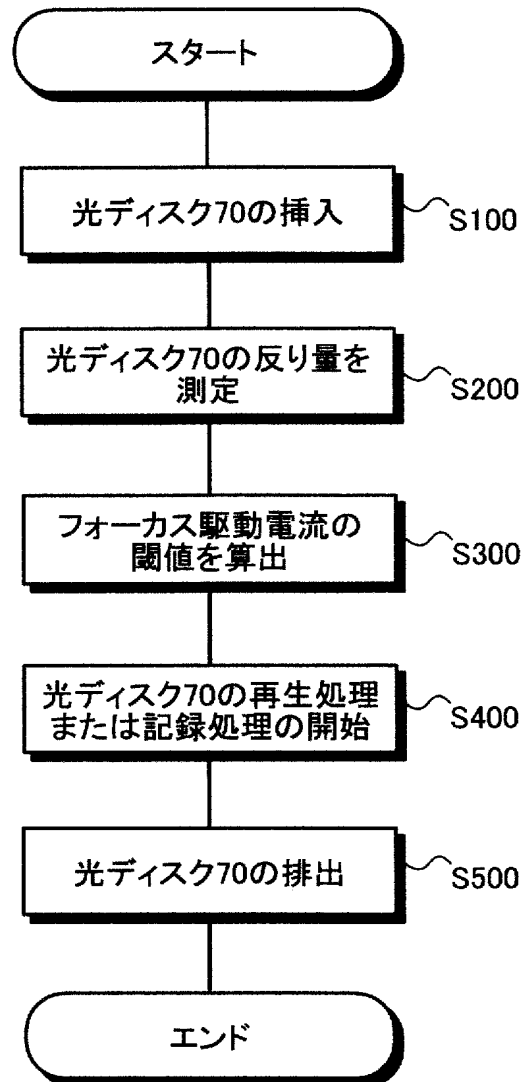 スタート
光ディスク70の挿入
S100
光ディスク70の反り量を
測定
S200
フォーカス駆動電流の
閾値を算出
S300
光ディスク70の再生処理
または記録処理の開始
S400
光ディスク70の排出
S500
エンド